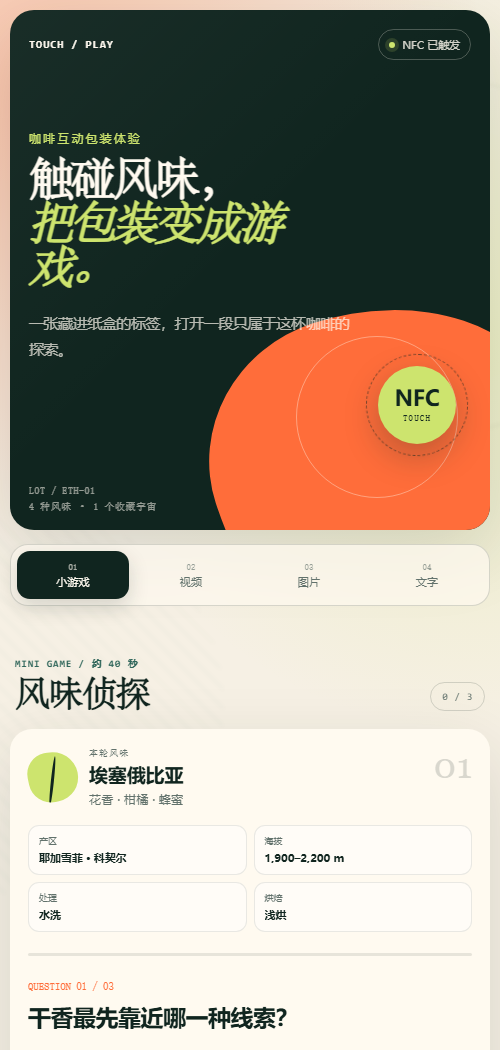 TOUCH / PLAY
NFC 已触发
咖啡互动包装体验
触碰风味，
把包装变成游
戏。
一张藏进纸盒的标签，打开一段只属于这杯咖啡的
探索。
NFC
TOUCH
LOT / ETH-01
4 种风味 · 1 个收藏宇宙
01
小游戏
02
视频
03
图片
04
文字
MINI GAME / 约 40 秒
风味侦探
0 / 3
本轮风味
埃塞俄比亚
花香 · 柑橘 · 蜂蜜
01
产区
耶加雪菲 · 科契尔
海拔
1,900–2,200 m
处理
水洗
烘焙
浅烘
QUESTION 01 / 03
干香最先靠近哪一种线索？